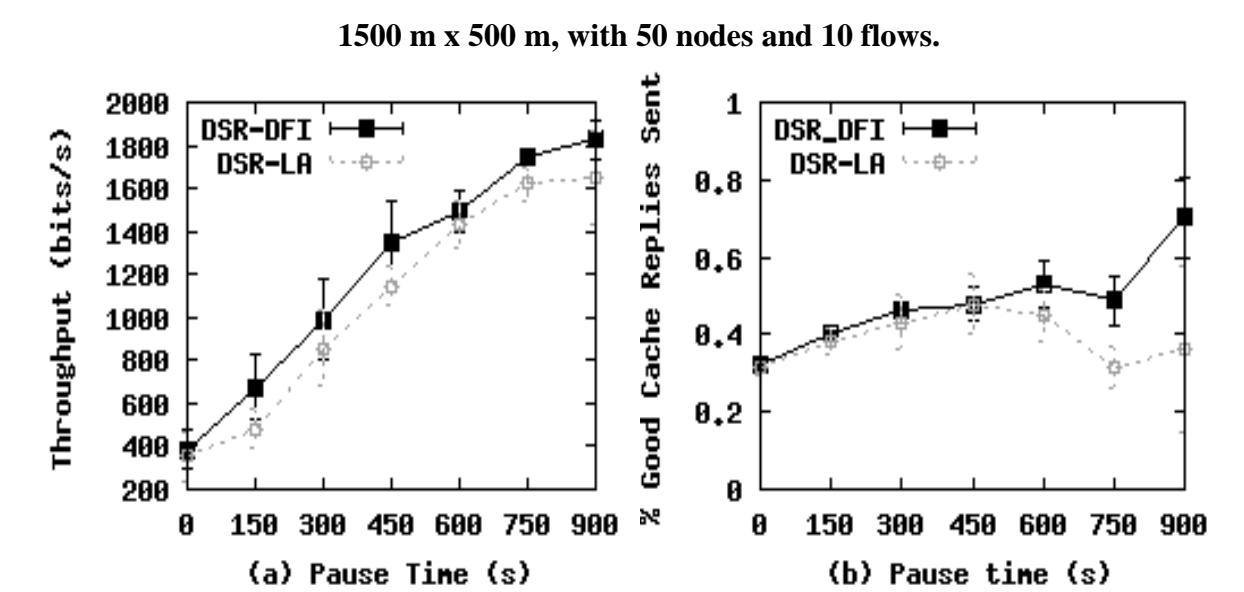 1500 m x 500 m, with 50 nodes and 10 flows.
Throughput (bits/s)
2000
1800
1600
1400
1200
1000
800
600
400
200
DSR-DFI
DSR-LA
0 150 300 450 600 750 900
(a) Pause Time (s)
% Good Cache Replies Sent
1
0.8
0.6
0.4
0.2
0
DSR_DFI
DSR-LA
0 150 300 450 600 750 900
(b) Pause time (s)